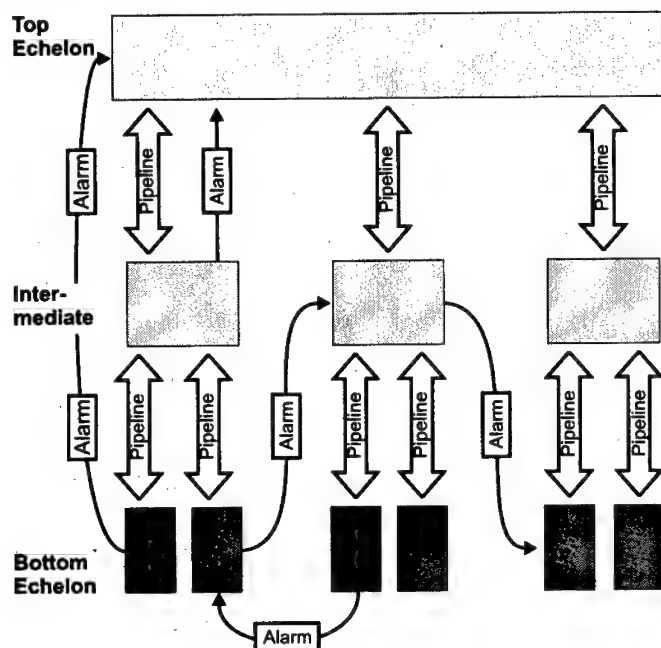 Top
Echelon
Alarm
Pipeline
Alarm
Pipeline
Pipeline
Inter-
mediate
Alarm
Pipeline
Pipeline
Alarm
Pipeline
Pipeline
Alarm
Pipeline
Pipeline
Bottom
Echelon
Alarm